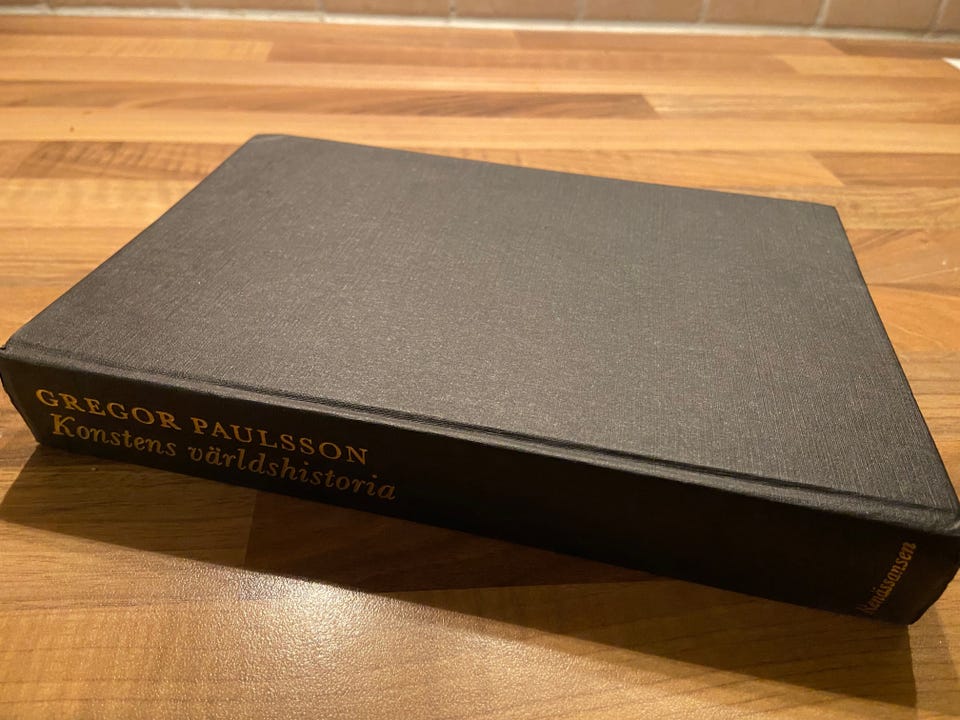 GREGOR PAULSSON
Konstens världshistoria
Renässansen